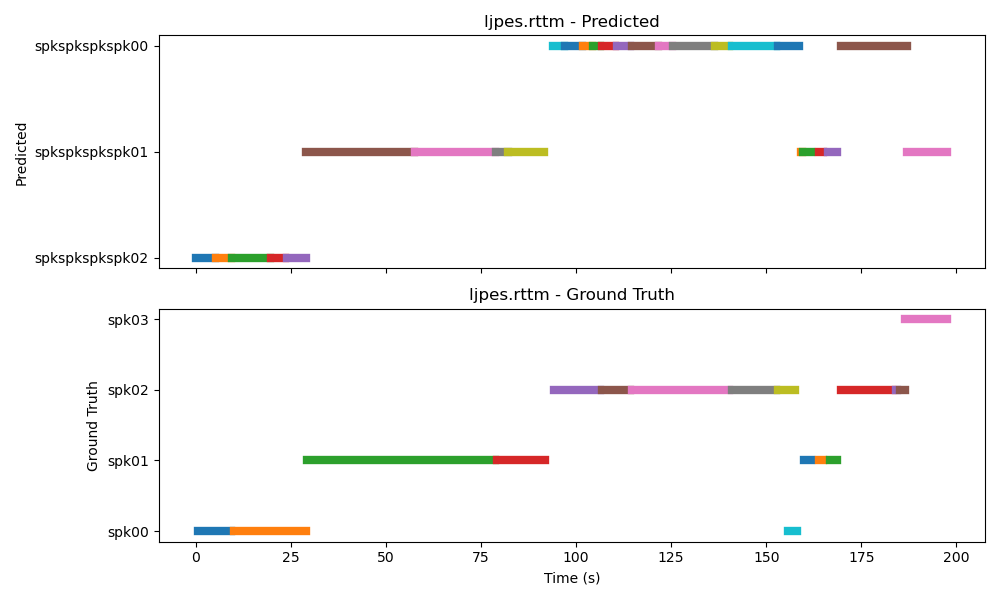 ljpes.rttm - Predicted
spkspkspkspk00
spkspkspkspk01
spkspkspkspk02
Predicted
ljpes.rttm - Ground Truth
spk03
spk02
spk01
spk00
Ground Truth
0 25 50 75 100 125 150 175 200
Time (s)